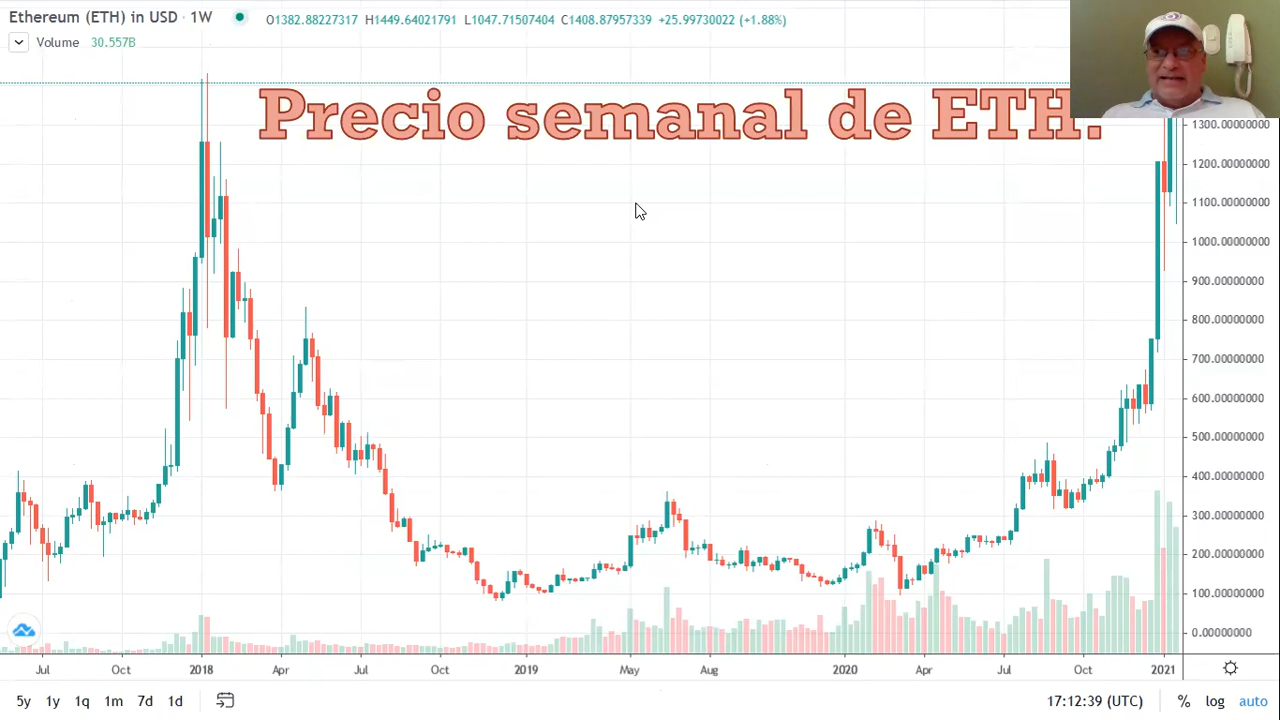 Ethereum (ETH) in USD · 1W O1382.88227317 H1449.64021791 L1047.71507404 C1408.87957339 +25.99730022 (+1.88%)
Volume 30.557B
Precio semanal de ETH.
1300.00000000
1200.00000000
1100.00000000
1000.00000000
900.00000000
800.00000000
700.00000000
600.00000000
500.00000000
400.00000000
300.00000000
200.00000000
100.00000000
0.00000000
Jul Oct 2018 Apr Jul Oct 2019 May Aug 2020 Apr Jul Oct 2021
5y 1y 1q 1m 7d 1d 17:12:39 (UTC) % log auto